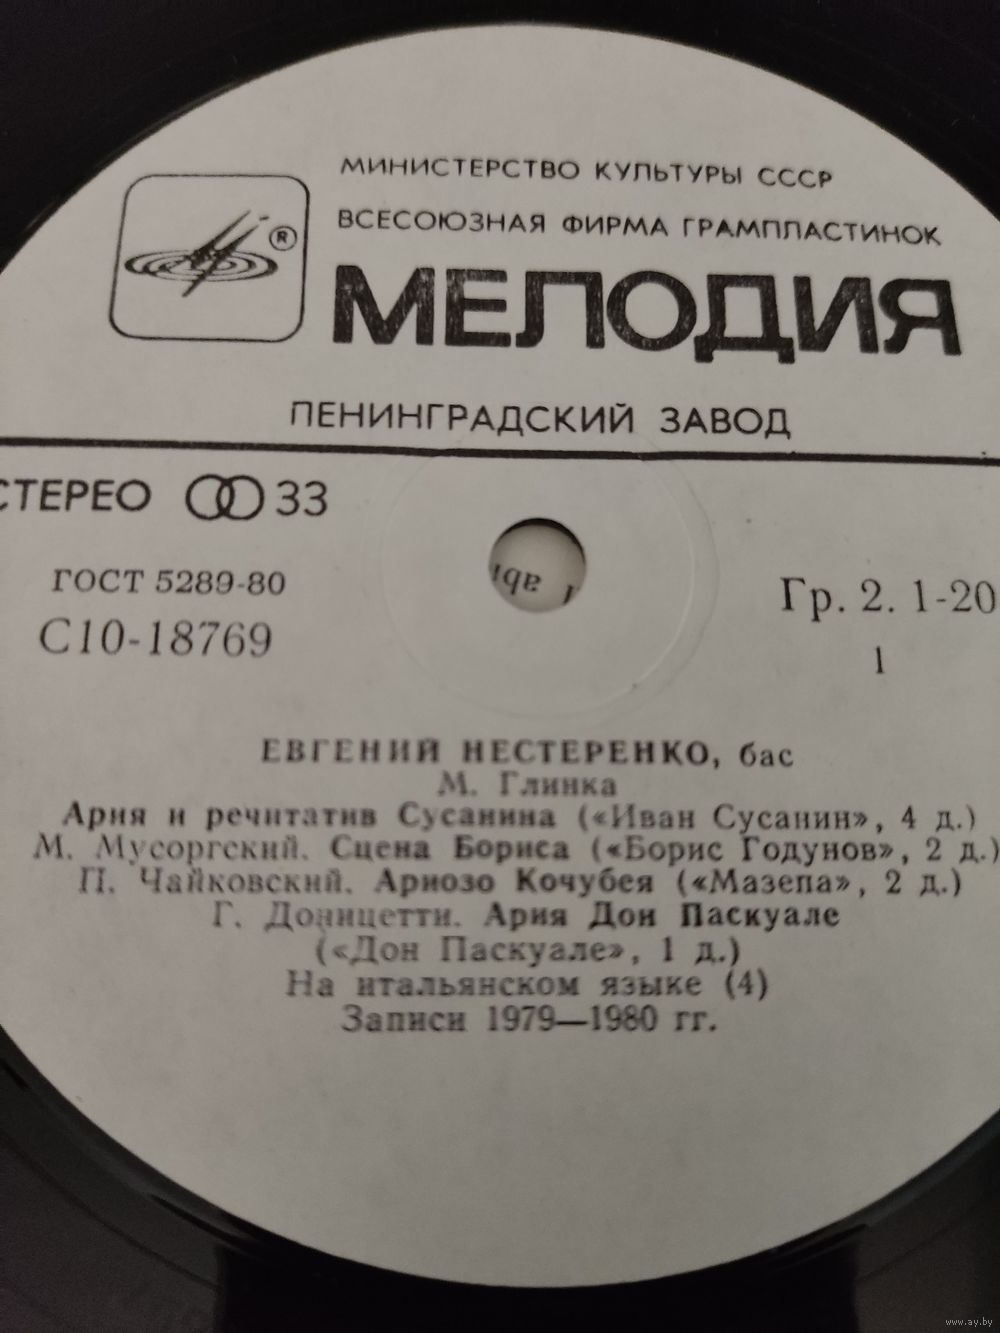 МИНИСТЕРСТВО КУЛЬТУРЫ СССР
ВСЕСОЮЗНАЯ ФИРМА ГРАМПЛАСТИНОК
®
МЕЛОДИЯ
ЛЕНИНГРАДСКИЙ ЗАВОД
СТЕРЕО 33
ГОСТ 5289-80
Гр. 2. 1-20
С10-18769
1
ЕВГЕНИЙ НЕСТЕРЕНКО, бас
М. Глинка
Ария и речитатив Сусанина («Иван Сусанин», 4 д.)
М. Мусоргский. Сцена Бориса («Борис Годунов», 2 д.)
П. Чайковский. Ариозо Кочубея («Мазепа», 2 д.)
Г. Доницетти. Ария Дон Паскуале
(«Дон Паскуале», 1 д.)
На итальянском языке (4)
Записи 1979—1980 гг.
www.ay.by